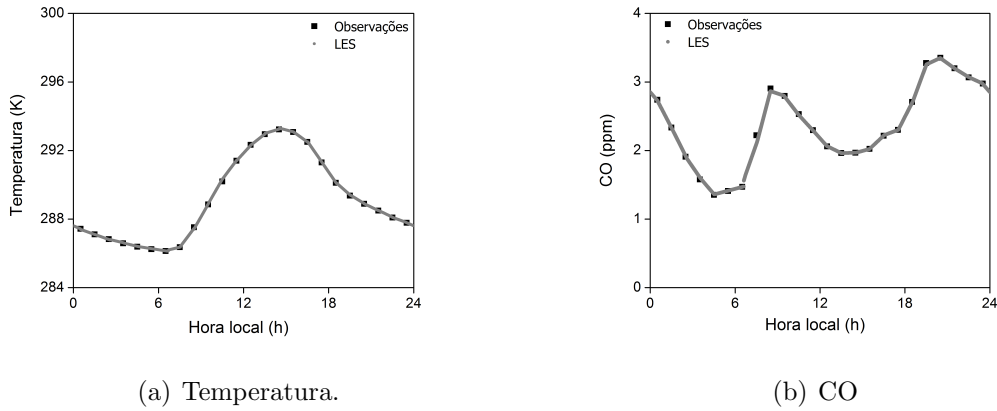 300
296
292
288
284
Temperatura (K)
Observações
LES
0 6 12 18 24
Hora local (h)
(a) Temperatura.
4
3
2
1
0
CO (ppm)
Observações
LES
0 6 12 18 24
Hora local (h)
(b) CO